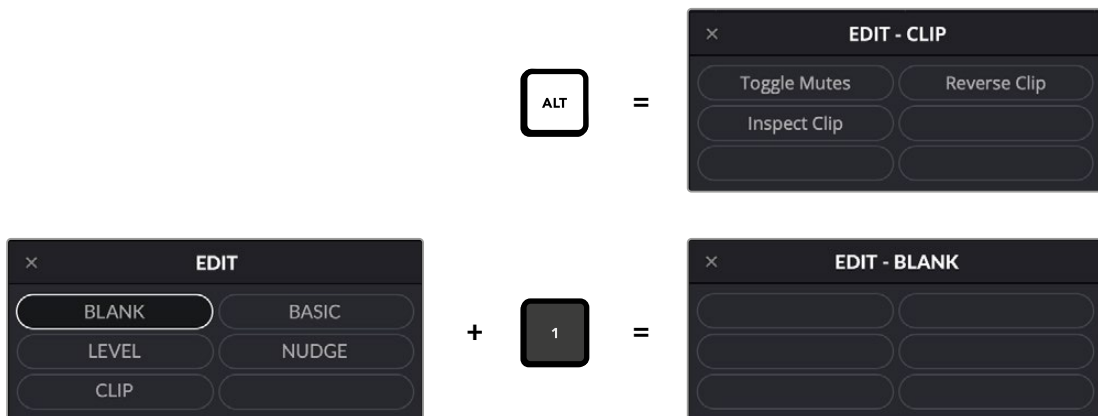 × EDIT - CLIP
ALT = Toggle Mutes Reverse Clip
Inspect Clip
× EDIT
BLANK BASIC
LEVEL NUDGE
CLIP
+ 1 =
× EDIT - BLANK